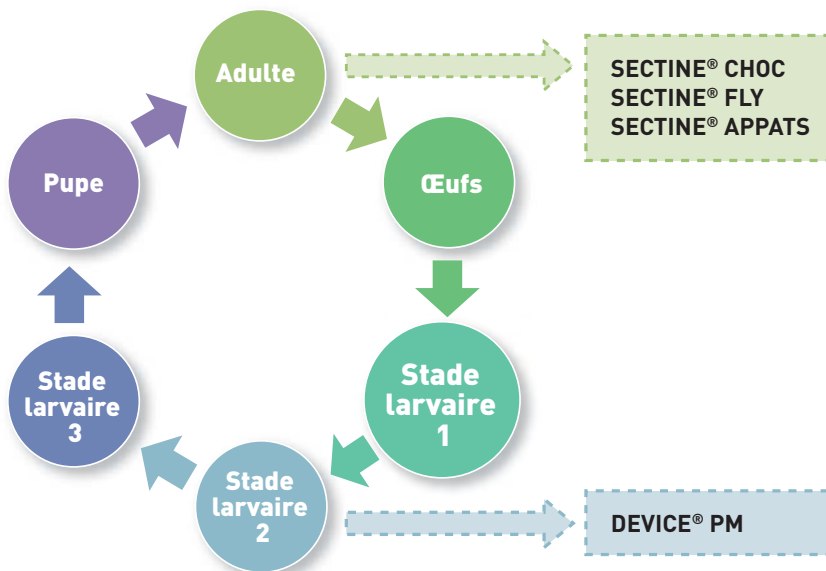 Adulte
SECTINE® CHOC
SECTINE® FLY
SECTINE® APPATS
Pupe
Œufs
Stade
larvaire
1
Stade
larvaire
3
Stade
larvaire
2
DEVICE® PM